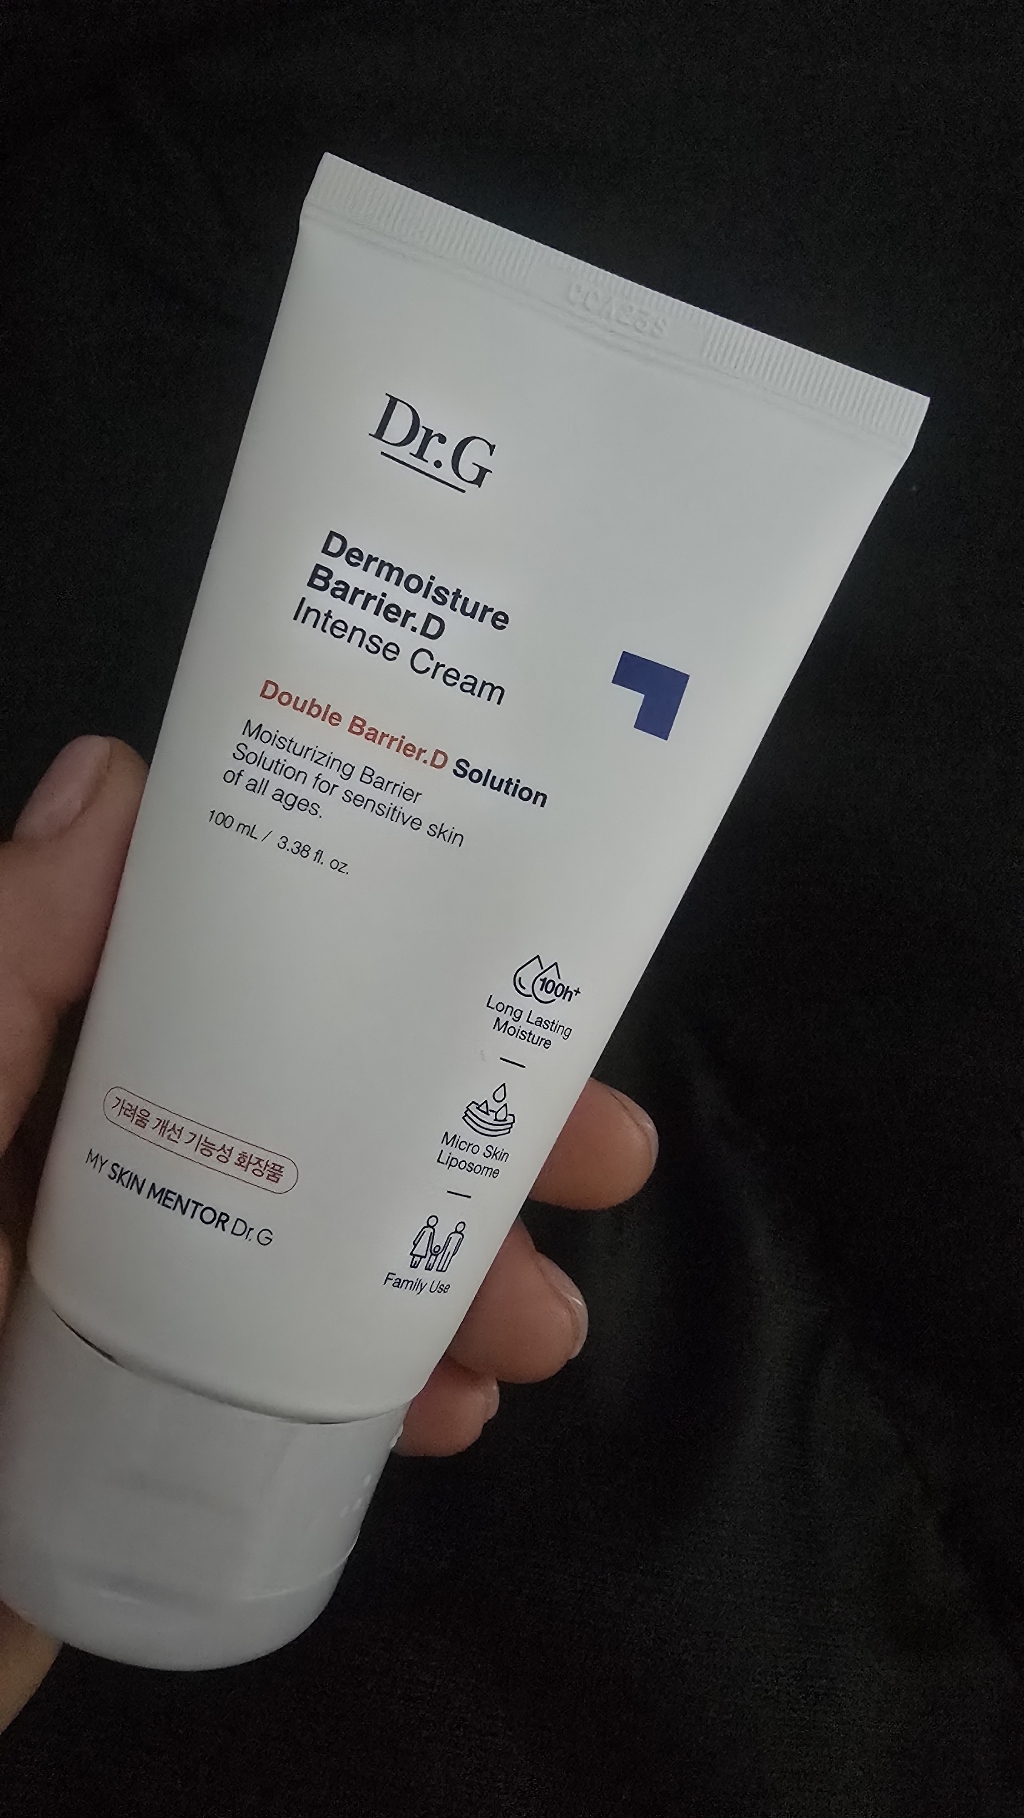 Dr.G
Dermoisture
Barrier.D
Intense Cream
Double Barrier.D Solution
Moisturizing Barrier
Solution for sensitive skin
of all ages.
100 mL / 3.38 fl. oz.
100h+
Long Lasting
Moisture
Micro Skin
Liposome
Family Use
가려움 개선 기능성 화장품
MY SKIN MENTOR Dr.G